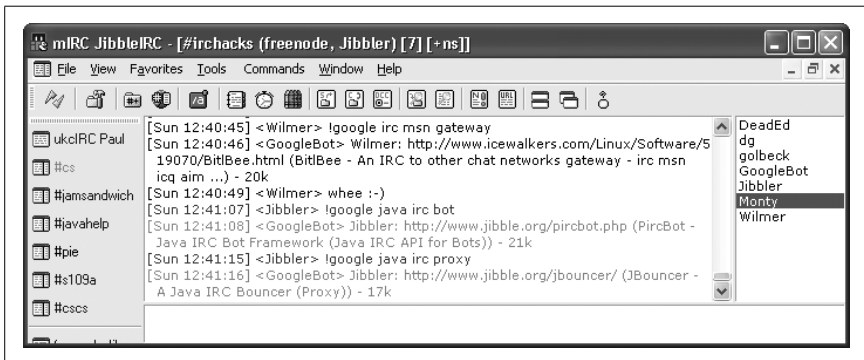 mIRC JibbleIRC - [#irchacks (freenode, Jibbler) [7] [+ns]]
File View Favorites Tools Commands Window Help
ukcIRC Paul
#cs
#jamsandwich
#javahelp
#pie
#s109a
#cscs
[Sun 12:40:45] <Wilmer> !google irc msn gateway
[Sun 12:40:46] <GoogleBot> Wilmer: http://www.icewalkers.com/Linux/Software/5
19070/BitlBee.html (BitlBee - An IRC to other chat networks gateway - irc msn
icq aim ...) - 20k
[Sun 12:40:49] <Wilmer> whee :-)
[Sun 12:41:07] <Jibbler> !google java irc bot
[Sun 12:41:08] <GoogleBot> Jibbler: http://www.jibble.org/pircbot.php (PircBot -
Java IRC Bot Framework (Java IRC API for Bots)) - 21k
[Sun 12:41:15] <Jibbler> !google java irc proxy
[Sun 12:41:16] <GoogleBot> Jibbler: http://www.jibble.org/jbouncer/ (JBouncer -
A Java IRC Bouncer (Proxy)) - 17k
DeadEd
dg
golbeck
GoogleBot
Jibbler
Monty
Wilmer